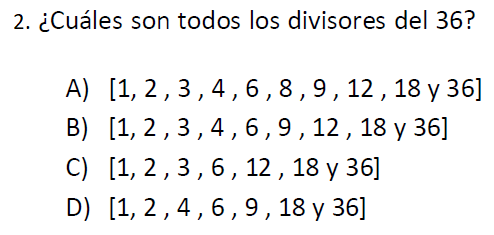 2. ¿Cuáles son todos los divisores del 36?
A) [1, 2 , 3 , 4 , 6 , 8 , 9 , 12 , 18 y 36]
B) [1, 2 , 3 , 4 , 6 , 9 , 12 , 18 y 36]
C) [1, 2 , 3 , 6 , 12 , 18 y 36]
D) [1, 2 , 4 , 6 , 9 , 18 y 36]